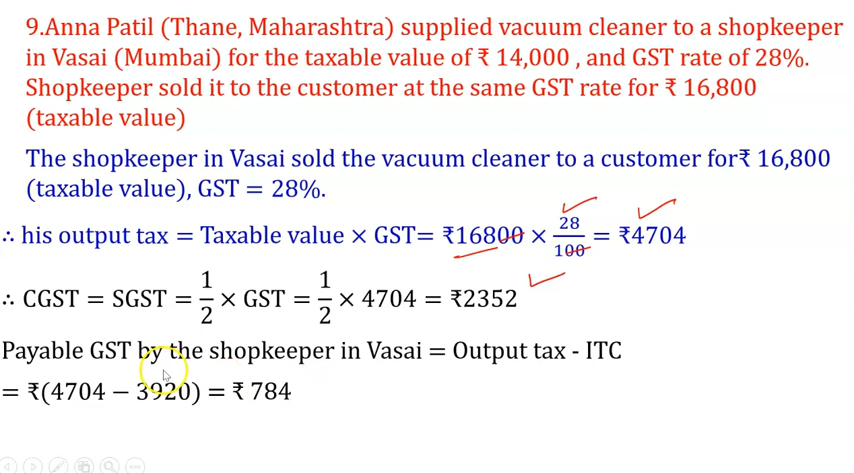 9.Anna Patil (Thane, Maharashtra) supplied vacuum cleaner to a shopkeeper
in Vasai (Mumbai) for the taxable value of ₹ 14,000 , and GST rate of 28%.
Shopkeeper sold it to the customer at the same GST rate for ₹ 16,800
(taxable value)
The shopkeeper in Vasai sold the vacuum cleaner to a customer for₹ 16,800
(taxable value), GST = 28%.
∴ his output tax = Taxable value × GST= ₹16800 × 28/100 = ₹4704
∴ CGST = SGST = 1/2 × GST = 1/2 × 4704 = ₹2352
Payable GST by the shopkeeper in Vasai = Output tax - ITC
= ₹(4704 − 3920) = ₹ 784